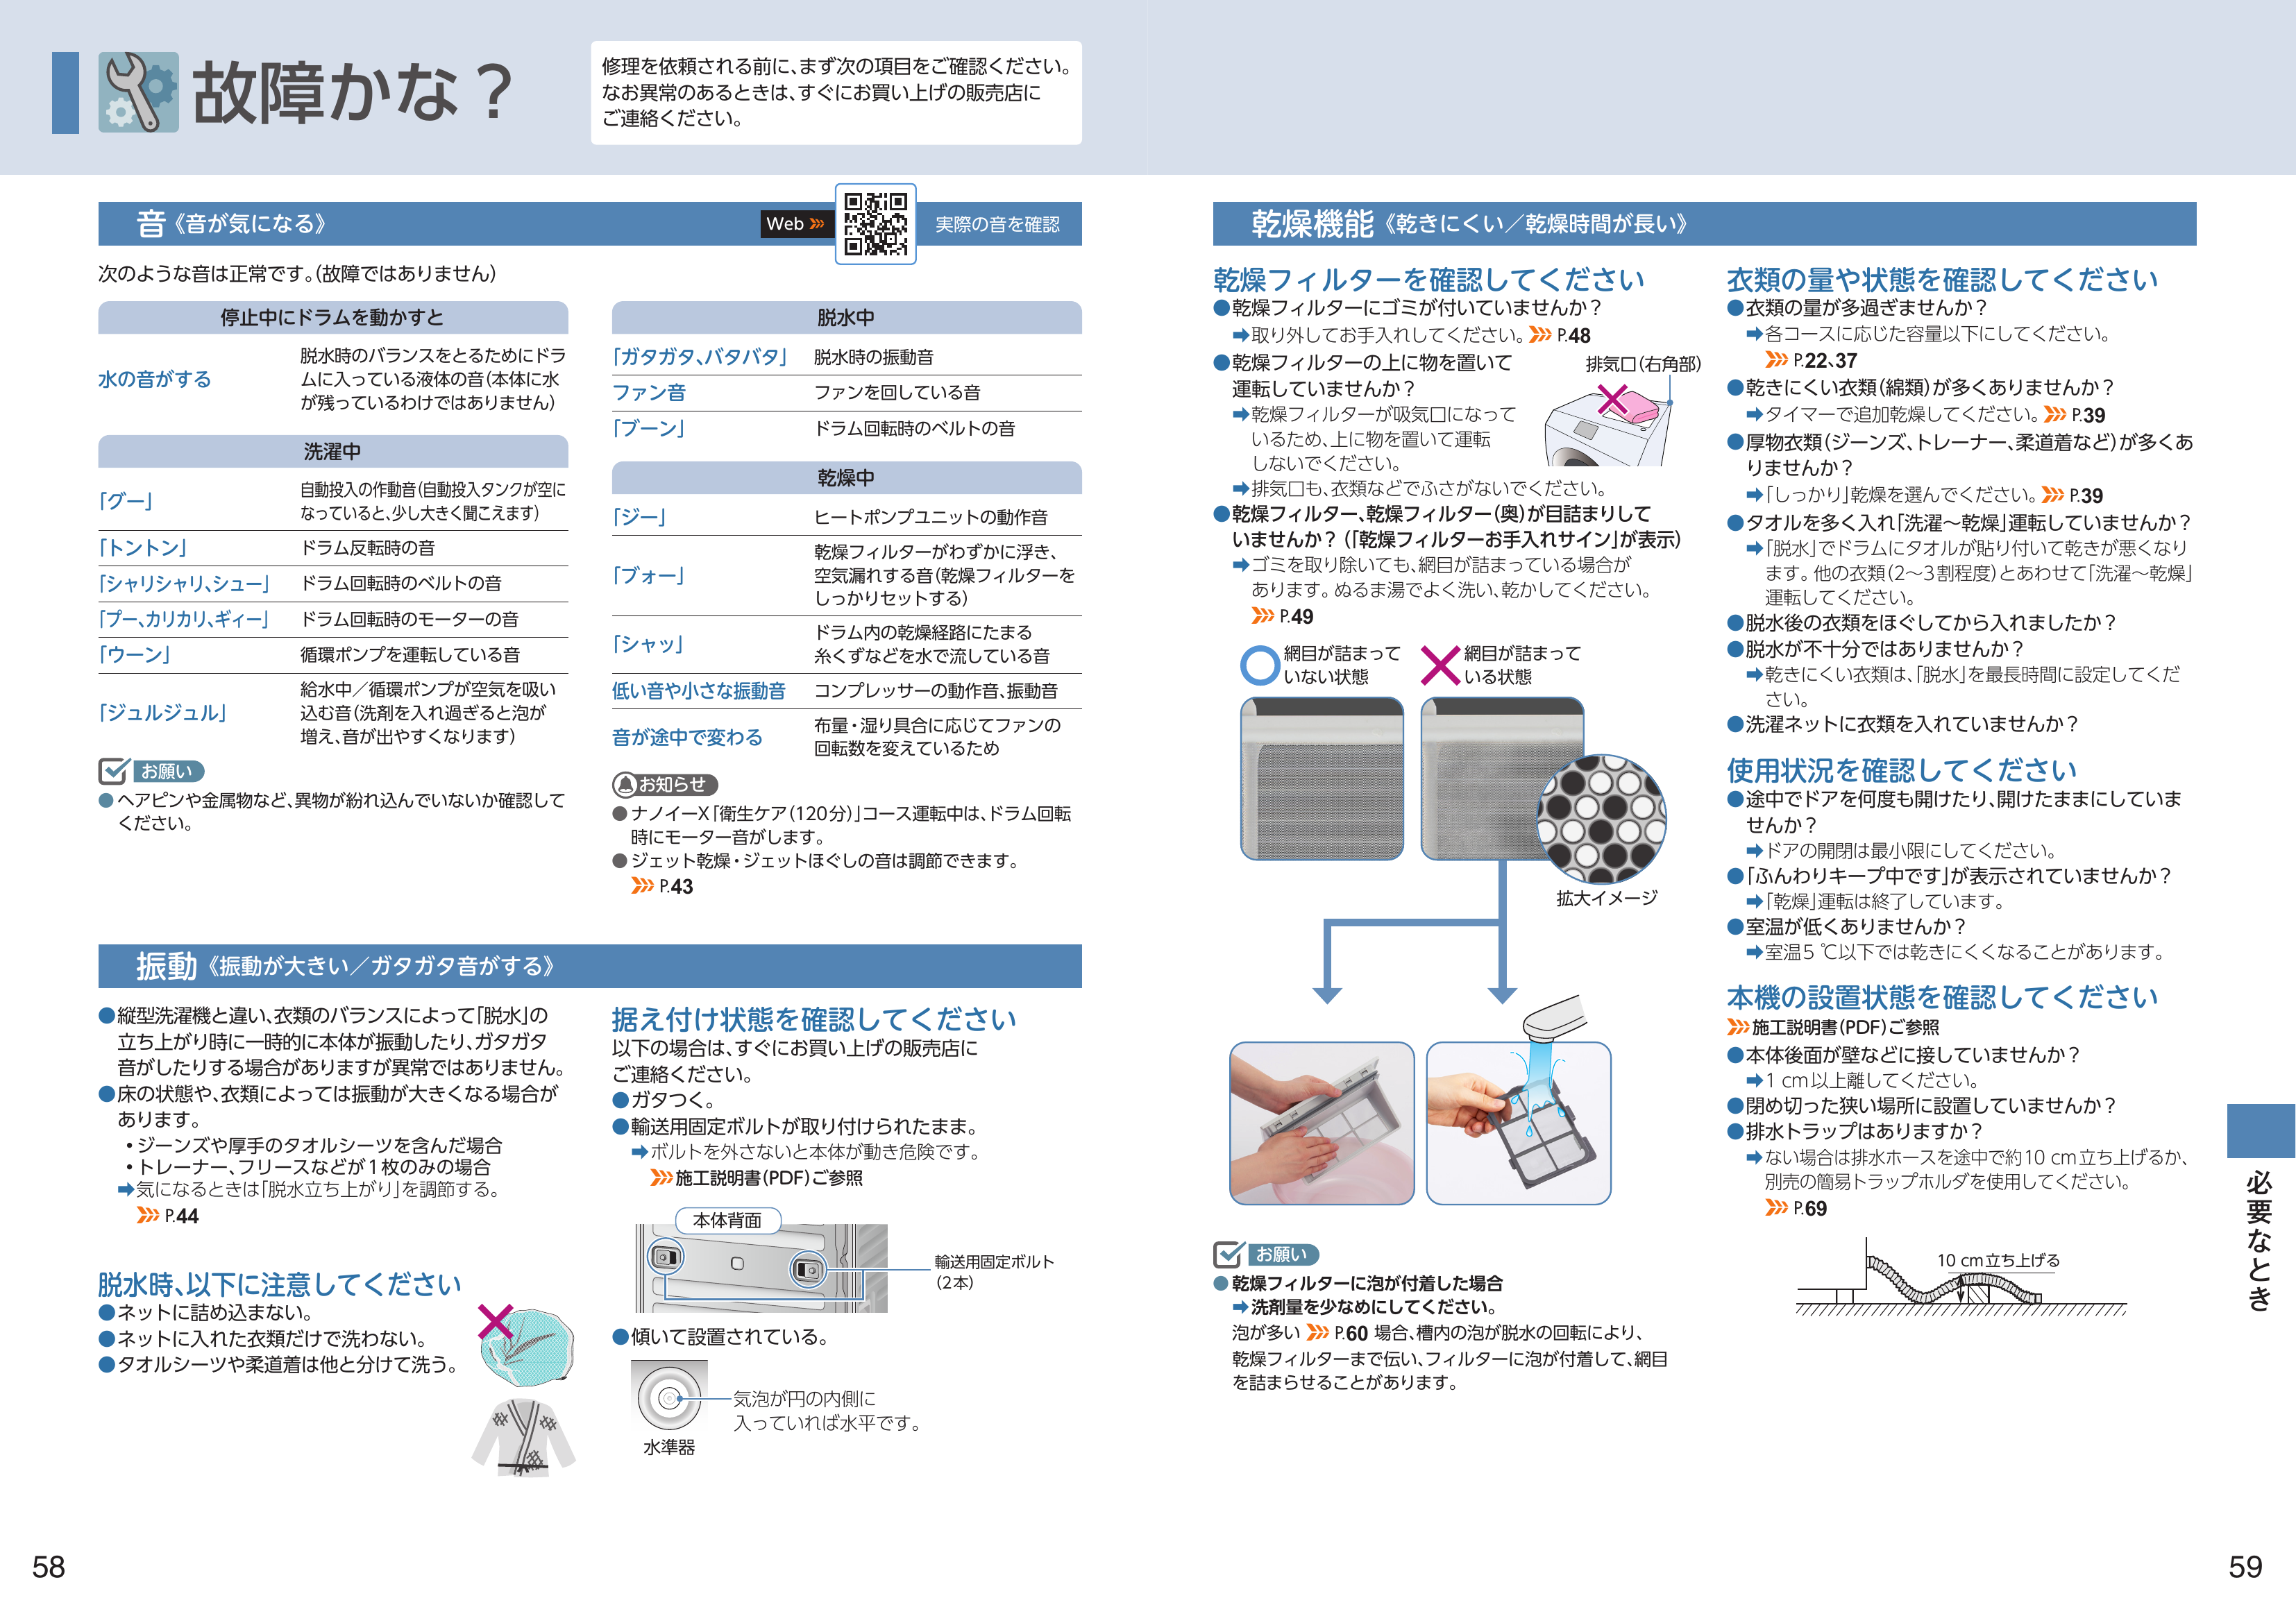 故障かな？
修理を依頼される前に、まず次の項目をご確認ください。
なお異常のあるときは、すぐにお買い上げの販売店に
ご連絡ください。
音《音が気になる》
Web
実際の音を確認
次のような音は正常です。（故障ではありません）
停止中にドラムを動かすと
水の音がする
脱水時のバランスをとるためにドラ
ムに入っている液体の音（本体に水
が残っているわけではありません）
洗濯中
「グー」
自動投入の作動音（自動投入タンクが空に
なっていると、少し大きく聞こえます）
「トントン」 ドラム反転時の音
「シャリシャリ、シュー」 ドラム回転時のベルトの音
「プー、カリカリ、ギィー」 ドラム回転時のモーターの音
「ウーン」 循環ポンプを運転している音
「ジュルジュル」
給水中／循環ポンプが空気を吸い
込む音（洗剤を入れ過ぎると泡が
増え、音が出やすくなります）
お願い
●ヘアピンや金属物など、異物が紛れ込んでいないか確認して
ください。
脱水中
「ガタガタ、バタバタ」 脱水時の振動音
ファン音 ファンを回している音
「ブーン」 ドラム回転時のベルトの音
乾燥中
「ジー」 ヒートポンプユニットの動作音
「ブォー」
乾燥フィルターがわずかに浮き、
空気漏れする音（乾燥フィルターを
しっかりセットする）
「シャッ」
ドラム内の乾燥経路にたまる
糸くずなどを水で流している音
低い音や小さな振動音 コンプレッサーの動作音、振動音
音が途中で変わる
布量・湿り具合に応じてファンの
回転数を変えているため
お知らせ
●ナノイーX「衛生ケア（120分）」コース運転中は、ドラム回転
時にモーター音がします。
●ジェット乾燥・ジェットほぐしの音は調節できます。
P.43
振動《振動が大きい／ガタガタ音がする》
●縦型洗濯機と違い、衣類のバランスによって「脱水」の
立ち上がり時に一時的に本体が振動したり、ガタガタ
音がしたりする場合がありますが異常ではありません。
●床の状態や、衣類によっては振動が大きくなる場合が
あります。
・ジーンズや厚手のタオルシーツを含んだ場合
・トレーナー、フリースなどが1枚のみの場合
➡気になるときは「脱水立ち上がり」を調節する。
P.44
脱水時、以下に注意してください
●ネットに詰め込まない。
●ネットに入れた衣類だけで洗わない。
●タオルシーツや柔道着は他と分けて洗う。
据え付け状態を確認してください
以下の場合は、すぐにお買い上げの販売店に
ご連絡ください。
●ガタつく。
●輸送用固定ボルトが取り付けられたまま。
➡ボルトを外さないと本体が動き危険です。
施工説明書（PDF）ご参照
本体背面
輸送用固定ボルト
（2本）
●傾いて設置されている。
気泡が円の内側に
入っていれば水平です。
水準器
58
乾燥機能《乾きにくい／乾燥時間が長い》
乾燥フィルターを確認してください
●乾燥フィルターにゴミが付いていませんか？
➡取り外してお手入れしてください。 P.48
●乾燥フィルターの上に物を置いて
運転していませんか？
➡乾燥フィルターが吸気口になって
いるため、上に物を置いて運転
しないでください。
排気口（右角部）
➡排気口も、衣類などでふさがないでください。
●乾燥フィルター、乾燥フィルター（奥）が目詰まりして
いませんか？（「乾燥フィルターお手入れサイン」が表示）
➡ゴミを取り除いても、網目が詰まっている場合が
あります。ぬるま湯でよく洗い、乾かしてください。
P.49
網目が詰まって
いない状態
網目が詰まって
いる状態
拡大イメージ
お願い
●乾燥フィルターに泡が付着した場合
➡洗剤量を少なめにしてください。
泡が多い P.60 場合、槽内の泡が脱水の回転により、
乾燥フィルターまで伝い、フィルターに泡が付着して、網目
を詰まらせることがあります。
衣類の量や状態を確認してください
●衣類の量が多過ぎませんか？
➡各コースに応じた容量以下にしてください。
P.22、37
●乾きにくい衣類（綿類）が多くありませんか？
➡タイマーで追加乾燥してください。 P.39
●厚物衣類（ジーンズ、トレーナー、柔道着など）が多くあ
りませんか？
➡「しっかり」乾燥を選んでください。 P.39
●タオルを多く入れ「洗濯～乾燥」運転していませんか？
➡「脱水」でドラムにタオルが貼り付いて乾きが悪くなり
ます。他の衣類（2～3割程度）とあわせて「洗濯～乾燥」
運転してください。
●脱水後の衣類をほぐしてから入れましたか？
●脱水が不十分ではありませんか？
➡乾きにくい衣類は、「脱水」を最長時間に設定してくだ
さい。
●洗濯ネットに衣類を入れていませんか？
使用状況を確認してください
●途中でドアを何度も開けたり、開けたままにしていま
せんか？
➡ドアの開閉は最小限にしてください。
●「ふんわりキープ中です」が表示されていませんか？
➡「乾燥」運転は終了しています。
●室温が低くありませんか？
➡室温5 ℃以下では乾きにくくなることがあります。
本機の設置状態を確認してください
施工説明書（PDF）ご参照
●本体後面が壁などに接していませんか？
➡1 cm以上離してください。
●閉め切った狭い場所に設置していませんか？
●排水トラップはありますか？
➡ない場合は排水ホースを途中で約10 cm立ち上げるか、
別売の簡易トラップホルダを使用してください。
P.69
10 cm立ち上げる
必要なとき
59